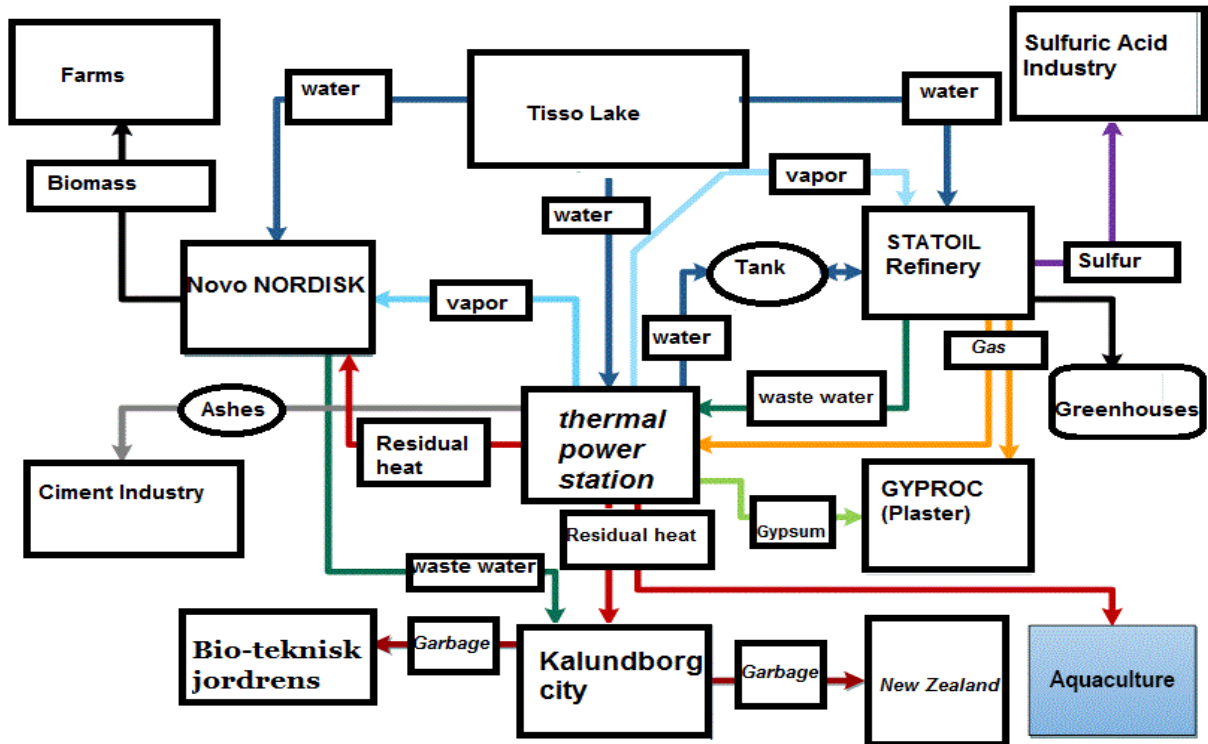 Farms
water
Tisso Lake
water
Sulfuric Acid
Industry
Biomass
water
vapor
Novo NORDISK
vapor
Tank
STATOIL
Refinery
Sulfur
water
Gas
Ashes
Residual
heat
thermal
power
station
waste water
Greenhouses
Ciment Industry
GYPROC
(Plaster)
Residual heat
Gypsum
waste water
Bio-teknisk
jordrens
Garbage
Kalundborg
city
Garbage
New Zealand
Aquaculture